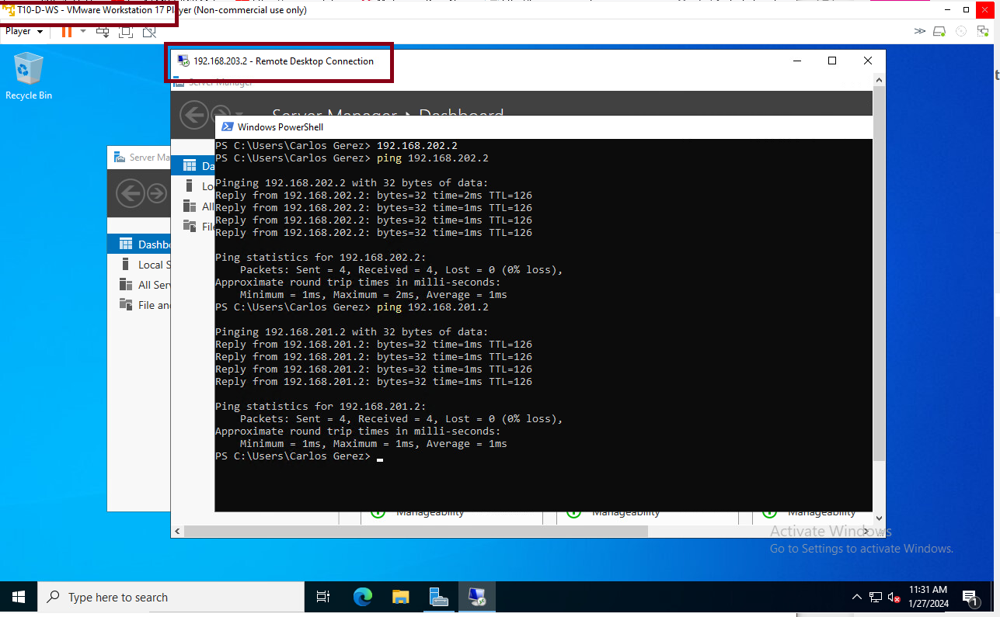 T10-D-WS - VMware Workstation 17 Player (Non-commercial use only)
Player
Recycle Bin
192.168.203.2 - Remote Desktop Connection
Server Manager
Server Manager • Dashboard
Windows PowerShell
PS C:\Users\Carlos Gerez> 192.168.202.2
PS C:\Users\Carlos Gerez> ping 192.168.202.2
Pinging 192.168.202.2 with 32 bytes of data:
Reply from 192.168.202.2: bytes=32 time=2ms TTL=126
Reply from 192.168.202.2: bytes=32 time=1ms TTL=126
Reply from 192.168.202.2: bytes=32 time=1ms TTL=126
Reply from 192.168.202.2: bytes=32 time=1ms TTL=126
Ping statistics for 192.168.202.2:
Packets: Sent = 4, Received = 4, Lost = 0 (0% loss),
Approximate round trip times in milli-seconds:
Minimum = 1ms, Maximum = 2ms, Average = 1ms
PS C:\Users\Carlos Gerez> ping 192.168.201.2
Pinging 192.168.201.2 with 32 bytes of data:
Reply from 192.168.201.2: bytes=32 time=1ms TTL=126
Reply from 192.168.201.2: bytes=32 time=1ms TTL=126
Reply from 192.168.201.2: bytes=32 time=1ms TTL=126
Reply from 192.168.201.2: bytes=32 time=1ms TTL=126
Ping statistics for 192.168.201.2:
Packets: Sent = 4, Received = 4, Lost = 0 (0% loss),
Approximate round trip times in milli-seconds:
Minimum = 1ms, Maximum = 1ms, Average = 1ms
PS C:\Users\Carlos Gerez>
Da
Lo
All
File
Server Ma
Dashbo
Local S
All Ser
File an
Manageability
Manageability
Manageability
Activate Windows
Go to Settings to activate Windows.
Type here to search
11:31 AM
1/27/2024
1